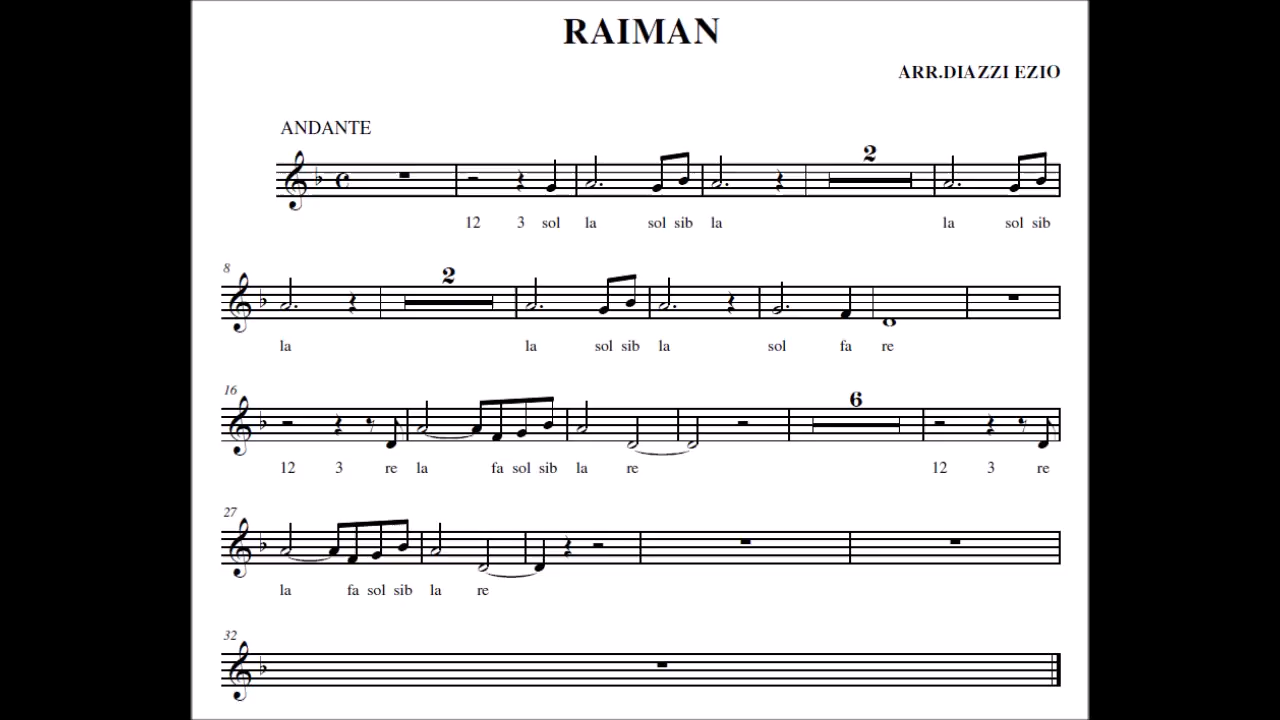 RAIMAN
ARR.DIAZZI EZIO
ANDANTE
2
12 3 sol la sol sib la la sol sib
8
2
la la sol sib la sol fa re
16
6
12 3 re la fa sol sib la re 12 3 re
27
la fa sol sib la re
32